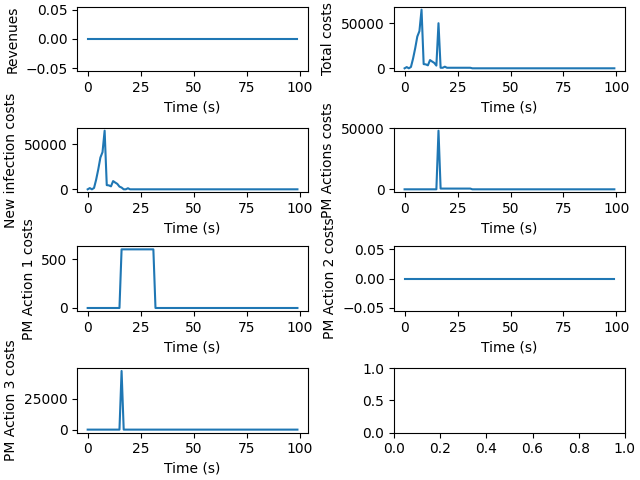 Revenues
0.05
0.00
−0.05
0 25 50 75 100
Time (s)
Total costs
50000
0
0 25 50 75 100
Time (s)
New infection costs
50000
0
0 25 50 75 100
Time (s)
PM Actions costs
50000
0
0 25 50 75 100
Time (s)
PM Action 1 costs
500
0
0 25 50 75 100
Time (s)
PM Action 2 costs
0.05
0.00
−0.05
0 25 50 75 100
Time (s)
PM Action 3 costs
25000
0
0 25 50 75 100
Time (s)
1.0
0.5
0.0
0.0 0.2 0.4 0.6 0.8 1.0